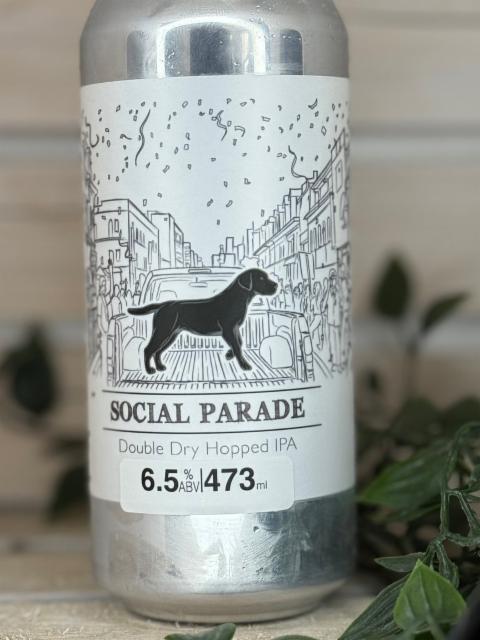 SOCIAL PARADE
Double Dry Hopped IPA
6.5% ABV|473ml